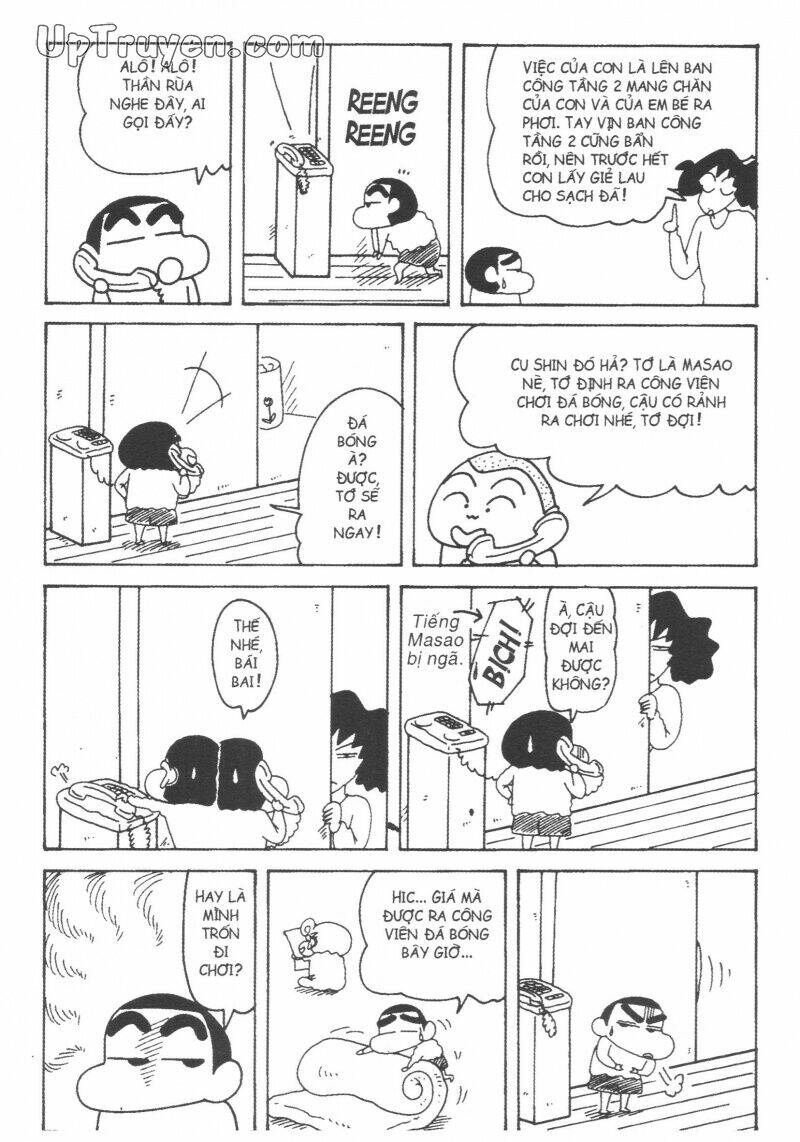 UpTruyen.com
VIỆC CỦA CON LÀ LÊN BAN
CÔNG TẦNG 2 MANG CHĂN
CỦA CON VÀ CỦA EM BÉ RA
PHƠI. TAY VỊN BAN CÔNG
TẦNG 2 CŨNG BẨN
RỒI, NÊN TRƯỚC HẾT
CON LẤY GIẺ LAU
CHO SẠCH ĐÃ!
REENG
REENG
ALÔ! ALÔ!
THẦN RÙA
NGHE ĐÂY, AI
GỌI ĐẤY?
CU SHIN ĐÓ HẢ? TỚ LÀ MASAO
NÈ, TỚ ĐỊNH RA CÔNG VIÊN
CHƠI ĐÁ BÓNG, CẬU CÓ RẢNH
RA CHƠI NHÉ, TỚ ĐỢI!
ĐÁ
BÓNG
À?
ĐƯỢC,
TỚ SẼ
RA
NGAY!
À, CẬU
ĐỢI ĐẾN
MAI
ĐƯỢC
KHÔNG?
BỊCH!
Tiếng
Masao
bị ngã.
THẾ
NHÉ,
BÁI
BAI!
HIC... GIÁ MÀ
ĐƯỢC RA CÔNG
VIÊN ĐÁ BÓNG
BÂY GIỜ...
HAY LÀ
MÌNH
TRỐN
ĐI
CHƠI?